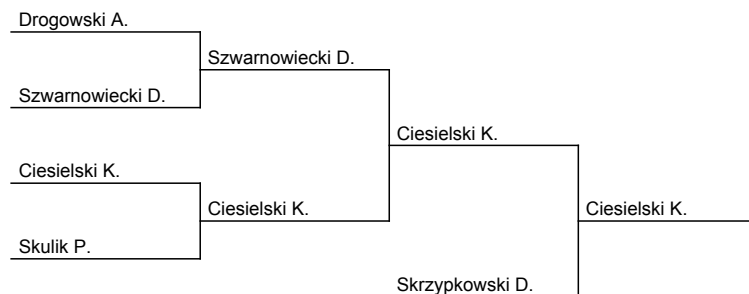 Drogowski A.
Szwarnowiecki D.
Szwarnowiecki D.
Ciesielski K.
Ciesielski K.
Ciesielski K.
Ciesielski K.
Skulik P.
Skrzypkowski D.